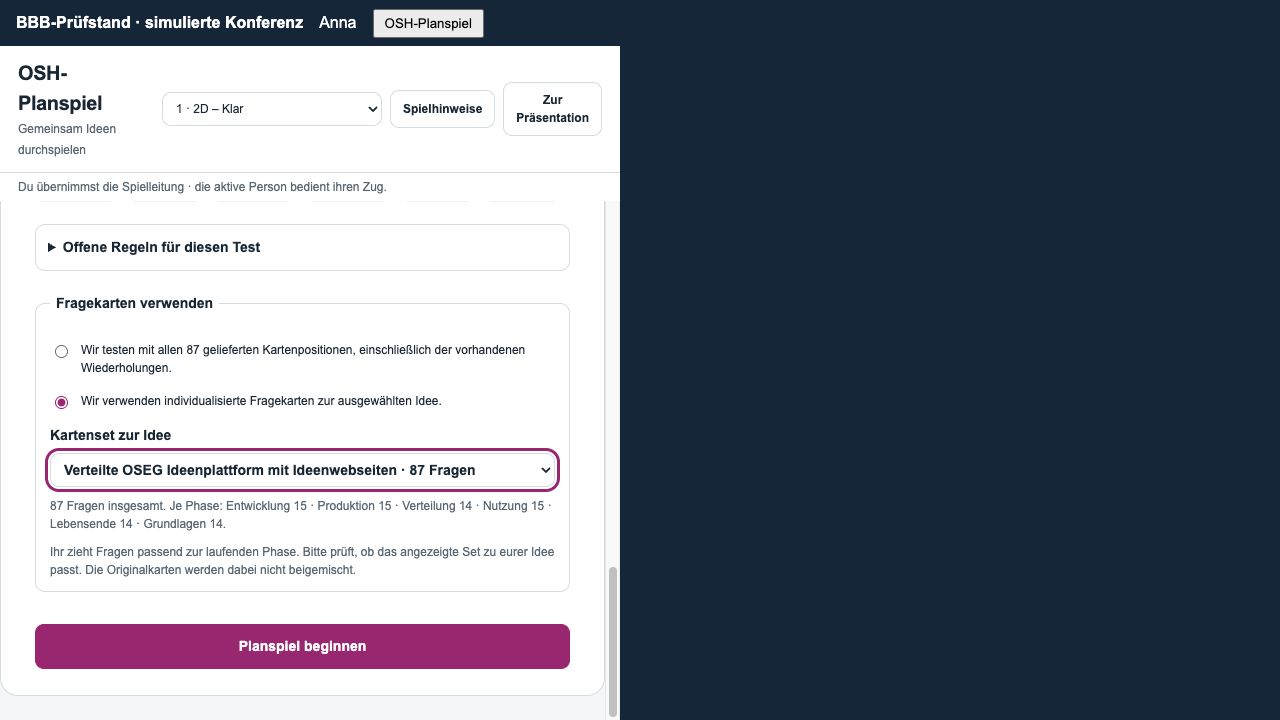 BBB-Prüfstand · simulierte Konferenz Anna OSH-Planspiel
OSH-
Planspiel
Gemeinsam Ideen
durchspielen
1 · 2D – Klar
Spielhinweise
Zur
Präsentation
Du übernimmst die Spielleitung · die aktive Person bedient ihren Zug.
Offene Regeln für diesen Test
Fragekarten verwenden
Wir testen mit allen 87 gelieferten Kartenpositionen, einschließlich der vorhandenen
Wiederholungen.
Wir verwenden individualisierte Fragekarten zur ausgewählten Idee.
Kartenset zur Idee
Verteilte OSEG Ideenplattform mit Ideenwebseiten · 87 Fragen
87 Fragen insgesamt. Je Phase: Entwicklung 15 · Produktion 15 · Verteilung 14 · Nutzung 15 ·
Lebensende 14 · Grundlagen 14.
Ihr zieht Fragen passend zur laufenden Phase. Bitte prüft, ob das angezeigte Set zu eurer Idee
passt. Die Originalkarten werden dabei nicht beigemischt.
Planspiel beginnen